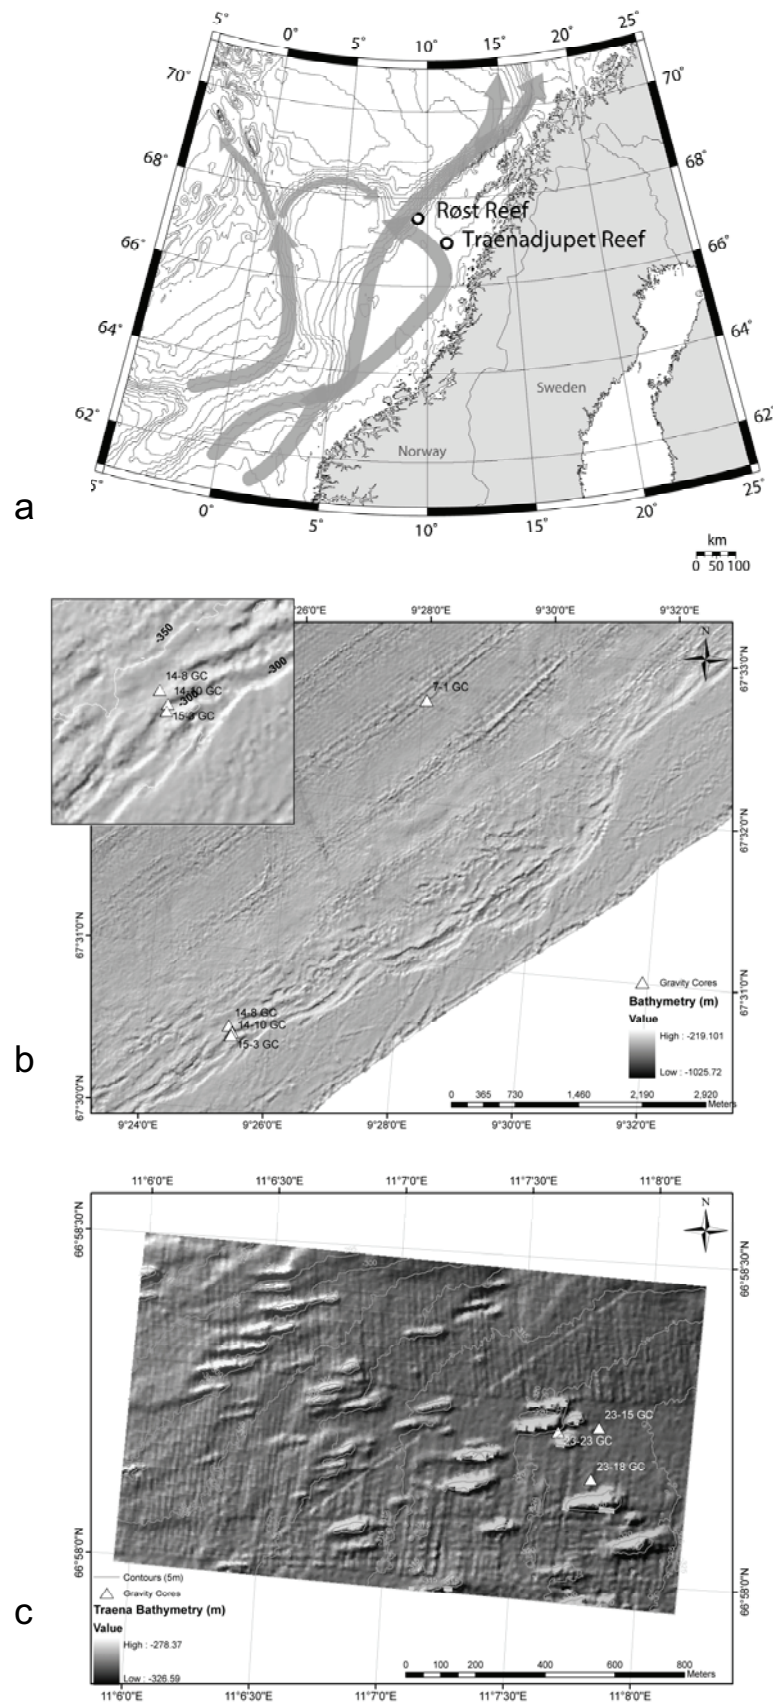 5°
0°
5°
10°
15°
20°
25°
70°
70°
68°
68°
66°
66°
64°
64°
62°
62°
Røst Reef
Traenadjupet Reef
Sweden
Norway
5°
0°
5°
10°
15°
20°
25°
a
km
0 50 100
26'0"E
9°28'0"E
9°30'0"E
9°32'0"E
-350
-300
14-8 GC
14-10 GC
-300
15-3 GC
N
7-1 GC
67°33'0"N
67°32'0"N
67°31'0"N
67°31'0"N
67°30'0"N
14-8 GC
14-10 GC
15-3 GC
Gravity Cores
Bathymetry (m)
Value
High : -219.101
Low : -1025.72
0 365 730 1,460 2,190 2,920
Meters
b
9°24'0"E
9°26'0"E
9°28'0"E
9°30'0"E
9°32'0"E
11°6'0"E
11°6'30"E
11°7'0"E
11°7'30"E
11°8'0"E
66°58'30"N
66°58'30"N
N
300
23-15 GC
23-23 GC
23-18 GC
66°58'0"N
66°58'0"N
Contours (5m)
Gravity Cores
Traena Bathymetry (m)
Value
High : -278.37
Low : -326.59
0 100 200 400 600 800
Meters
c
11°6'0"E
11°6'30"E
11°7'0"E
11°7'30"E
11°8'0"E